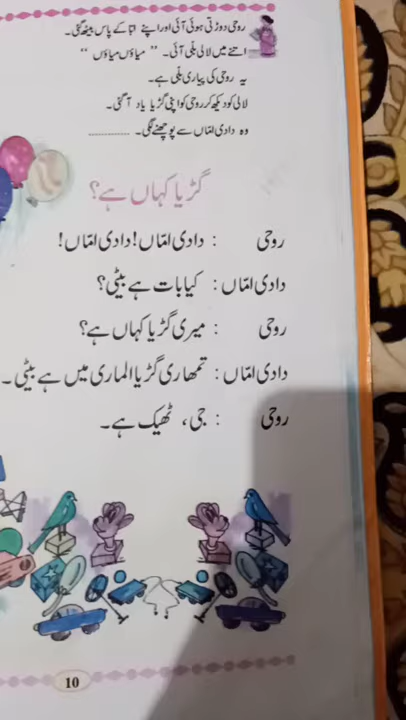 روحی دوڑتی ہوئی آئی اور اپنے ابّا کے پاس بیٹھ گئی۔
اتنے میں لالی بلّی آئی۔ ”میاؤں میاؤں“
یہ روحی کی پیاری بلّی ہے۔
لالی کو دیکھ کر روحی کو اپنی گڑیا یاد آ گئی۔
وہ دادی امّاں سے پوچھنے لگی۔ ..............
گڑیا کہاں ہے؟
روحی : دادی امّاں! دادی امّاں!
دادی امّاں : کیا بات ہے بیٹی؟
روحی : میری گڑیا کہاں ہے؟
دادی امّاں : تمھاری گڑیا الماری میں ہے بیٹی۔
روحی : جی، ٹھیک ہے۔
10